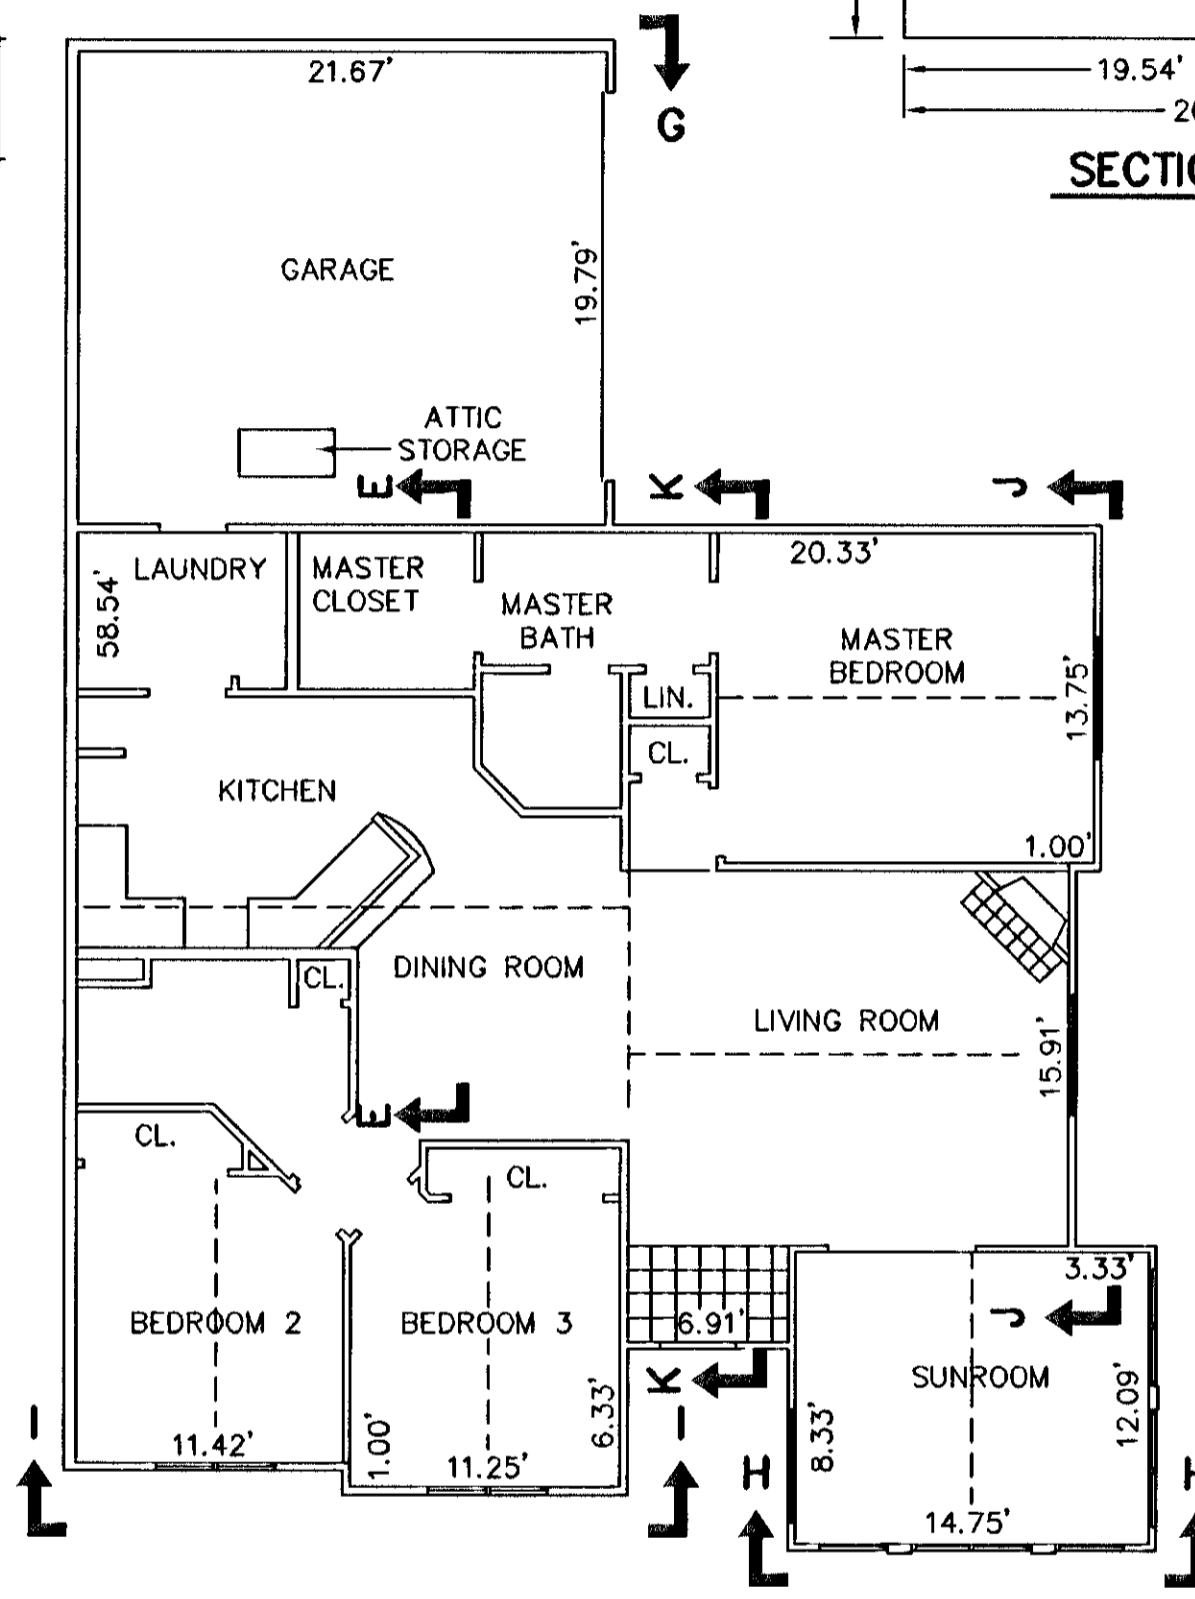 21.67'
G
19.54'
SECTIO
GARAGE
19.79'
ATTIC
STORAGE
E
K
J
20.33'
LAUNDRY
58.54'
MASTER
CLOSET
MASTER
BATH
MASTER
BEDROOM
13.75'
LIN.
CL.
KITCHEN
1.00'
CL.
DINING ROOM
LIVING ROOM
15.91'
E
CL.
CL.
3.33'
BEDROOM 2
BEDROOM 3
6.91'
J
SUNROOM
K
12.09'
6.33'
8.33'
I
I
11.42'
1.00'
11.25'
H
14.75'